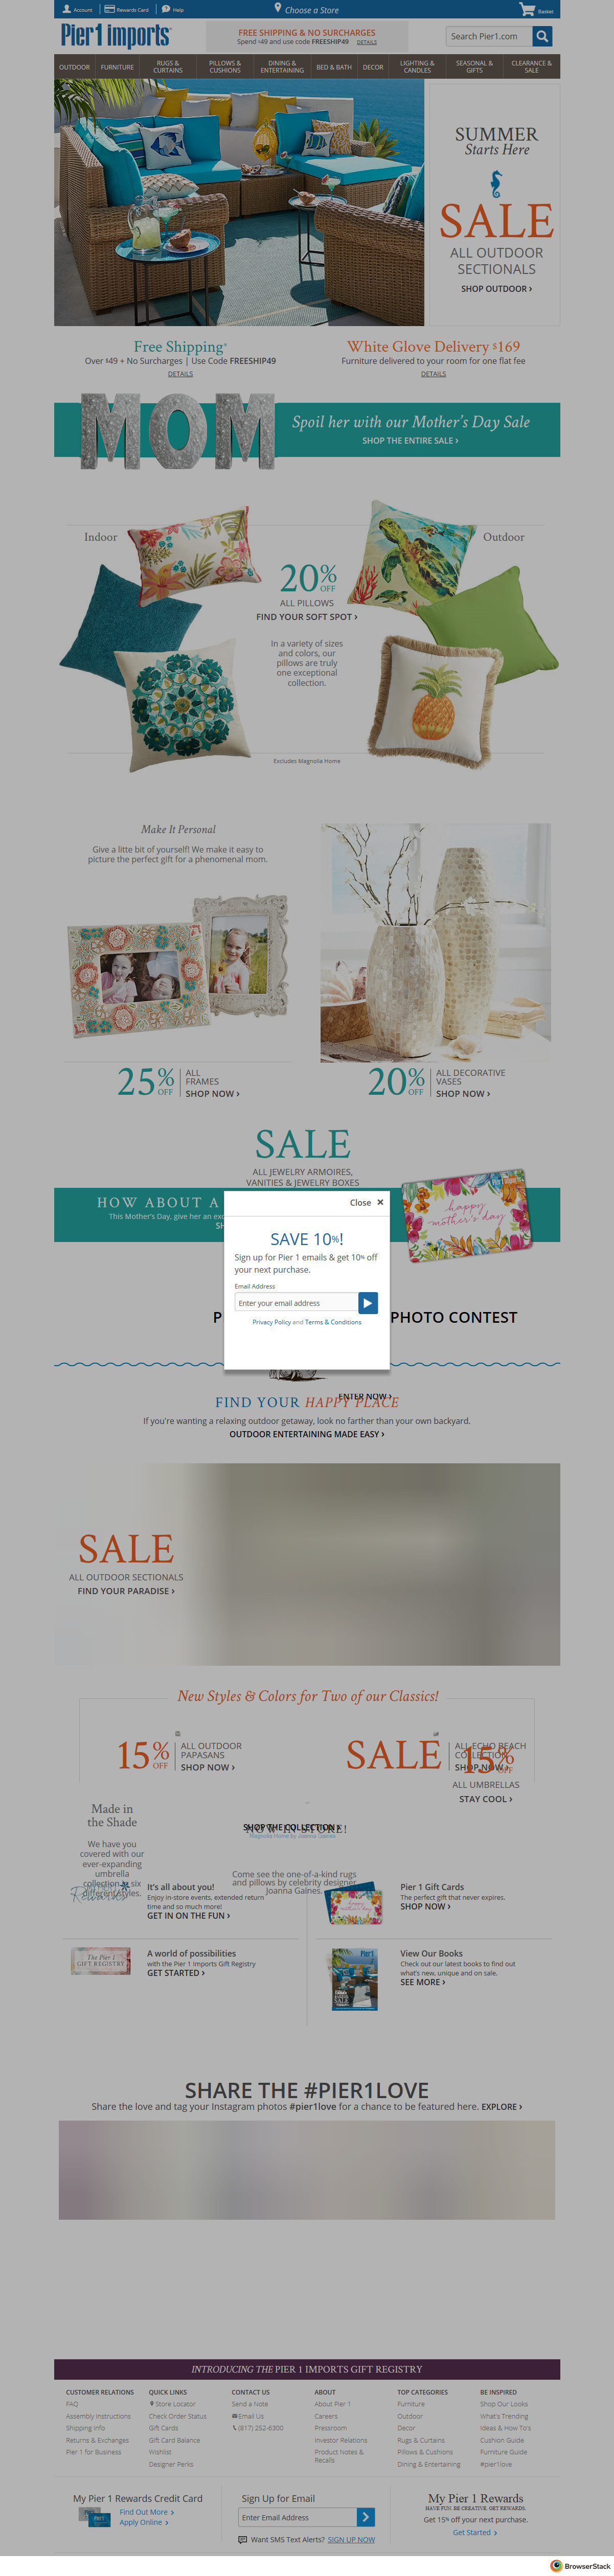 Account
Rewards Card
Help
Choose a Store
Basket
Pier1 imports®
FREE SHIPPING & NO SURCHARGES
Spend $49 and use code FREESHIP49 DETAILS
Search Pier1.com
OUTDOOR
FURNITURE
RUGS &
CURTAINS
PILLOWS &
CUSHIONS
DINING &
ENTERTAINING
BED & BATH
DECOR
LIGHTING &
CANDLES
SEASONAL &
GIFTS
CLEARANCE &
SALE
SUMMER
Starts Here
SALE
ALL OUTDOOR
SECTIONALS
SHOP OUTDOOR ›
Free Shipping*
Over $49 + No Surcharges | Use Code FREESHIP49
DETAILS
White Glove Delivery $169
Furniture delivered to your room for one flat fee
DETAILS
MOM
Spoil her with our Mother's Day Sale
SHOP THE ENTIRE SALE ›
Indoor
Outdoor
20% OFF
ALL PILLOWS
FIND YOUR SOFT SPOT ›
In a variety of sizes
and colors, our
pillows are truly
one exceptional
collection.
Excludes Magnolia Home
Make It Personal
Give a litte bit of yourself! We make it easy to
picture the perfect gift for a phenomenal mom.
25% OFF
ALL
FRAMES
SHOP NOW ›
20% OFF
ALL DECORATIVE
VASES
SHOP NOW ›
SALE
ALL JEWELRY ARMOIRES,
VANITIES & JEWELRY BOXES
HOW ABOUT A
This Mother's Day, give her an exc
SH
happy
mother's day
Close ×
SAVE 10%!
Sign up for Pier 1 emails & get 10% off
your next purchase.
Email Address
Enter your email address
Privacy Policy and Terms & Conditions
P
PHOTO CONTEST
ENTER NOW ›
FIND YOUR HAPPY PLACE
If you're wanting a relaxing outdoor getaway, look no farther than your own backyard.
OUTDOOR ENTERTAINING MADE EASY ›
SALE
ALL OUTDOOR SECTIONALS
FIND YOUR PARADISE ›
New Styles & Colors for Two of our Classics!
15% OFF
ALL OUTDOOR
PAPASANS
SHOP NOW ›
SALE
ALL ECHO BEACH
COLLECTION
SHOP NOW ›
15% OFF
ALL UMBRELLAS
STAY COOL ›
Made in
the Shade
We have you
covered with our
ever-expanding
umbrella
collection in six
different styles.
SHOP THE COLLECTION ›
NOW IN-STORE!
Magnolia Home by Joanna Gaines
Come see the one-of-a-kind rugs
and pillows by celebrity designer
Joanna Gaines.
Rewards
It's all about you!
Enjoy in-store events, extended return
time and so much more!
GET IN ON THE FUN ›
Pier 1 Gift Cards
The perfect gift that never expires.
SHOP NOW ›
The Pier 1
GIFT REGISTRY
A world of possibilities
with the Pier 1 Imports Gift Registry
GET STARTED ›
Pier 1
SALE
View Our Books
Check out our latest books to find out
what's new, unique and on sale.
SEE MORE ›
SHARE THE #PIER1LOVE
Share the love and tag your Instagram photos #pier1love for a chance to be featured here. EXPLORE ›
INTRODUCING THE PIER 1 IMPORTS GIFT REGISTRY
CUSTOMER RELATIONS
FAQ
Assembly Instructions
Shipping Info
Returns & Exchanges
Pier 1 for Business
QUICK LINKS
Store Locator
Check Order Status
Gift Cards
Gift Card Balance
Wishlist
Designer Perks
CONTACT US
Send a Note
Email Us
(817) 252-6300
ABOUT
About Pier 1
Careers
Pressroom
Investor Relations
Product Notes &
Recalls
TOP CATEGORIES
Furniture
Outdoor
Decor
Rugs & Curtains
Pillows & Cushions
Dining & Entertaining
BE INSPIRED
Shop Our Looks
What's Trending
Ideas & How To's
Cushion Guide
Furniture Guide
#pier1love
My Pier 1 Rewards Credit Card
Find Out More ›
Apply Online ›
Sign Up for Email
Enter Email Address
Want SMS Text Alerts? SIGN UP NOW
My Pier 1 Rewards
HAVE FUN. BE CREATIVE. GET REWARDS.
Get 15% off your next purchase.
Get Started ›
BrowserStack